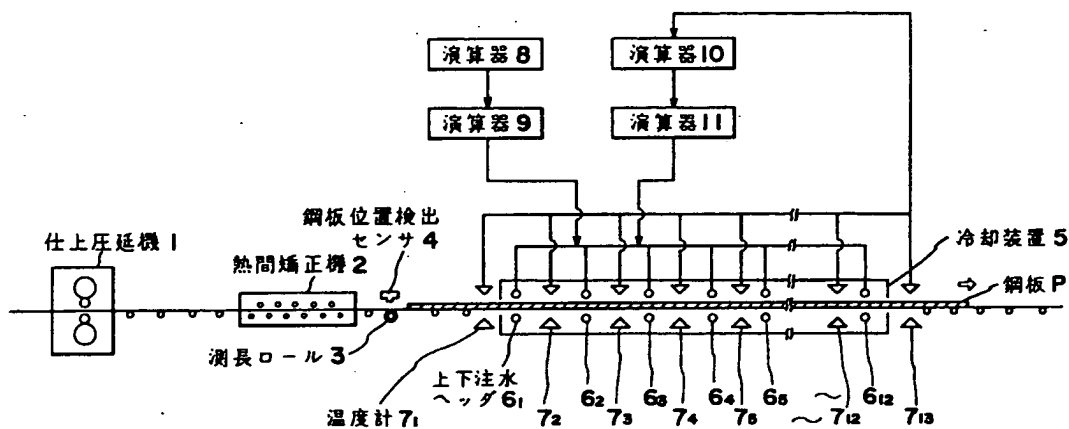 演算器8
演算器10
演算器9
演算器11
鋼板位置検出
センサ4
仕上圧延機1
熱間矯正機2
冷却装置5
鋼板P
測長ロール3
上下注水
ヘッダ6₁
温度計7₁
7₂
6₂
7₃
6₃
7₄
6₄
7₅
6₅
~
~7₁₂
6₁₂
7₁₃